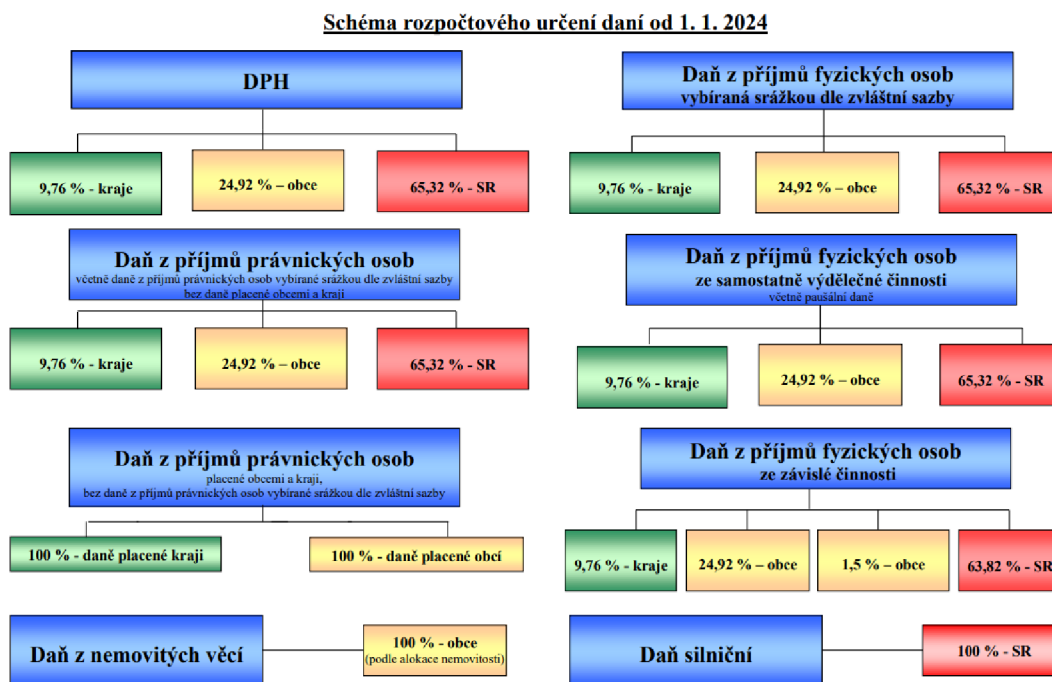 Schéma rozpočtového určení daní od 1. 1. 2024
DPH
9,76 % - kraje
24,92 % – obce
65,32 % - SR
Daň z příjmů fyzických osob
vybíraná srážkou dle zvláštní sazby
9,76 % - kraje
24,92 % – obce
65,32 % - SR
Daň z příjmů právnických osob
včetně daně z příjmů právnických osob vybírané srážkou dle zvláštní sazby
bez daně placené obcemi a kraji
9,76 % - kraje
24,92 % – obce
65,32 % - SR
Daň z příjmů fyzických osob
ze samostatně výdělečné činnosti
včetně paušální daně
9,76 % - kraje
24,92 % – obce
65,32 % - SR
Daň z příjmů právnických osob
placené obcemi a kraji,
bez daně z příjmů právnických osob vybírané srážkou dle zvláštní sazby
100 % - daně placené kraji
100 % - daně placené obcí
Daň z příjmů fyzických osob
ze závislé činnosti
9,76 % - kraje
24,92 % – obce
1,5 % – obce
63,82 % - SR
Daň z nemovitých věcí
100 % - obce
(podle alokace nemovitosti)
Daň silniční
100 % - SR